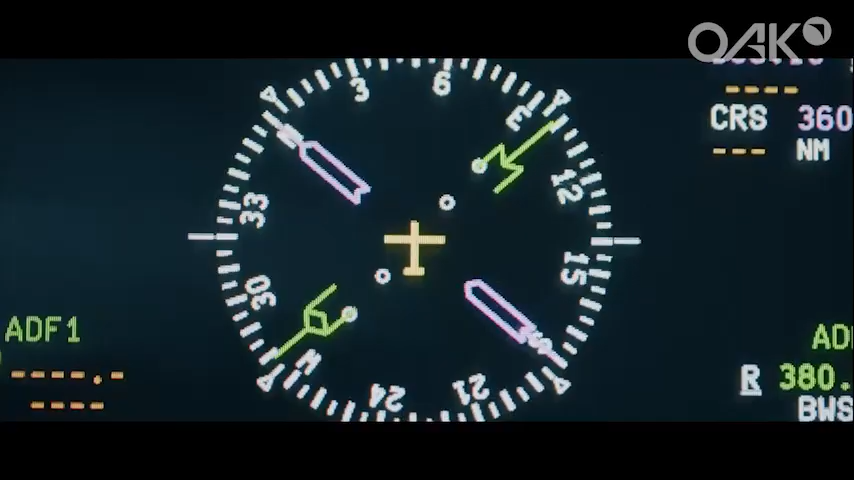 OAK
CRS 360
NM
3
6
E
12
15
21
24
W
30
33
N
ADF1
R 380.
BWS